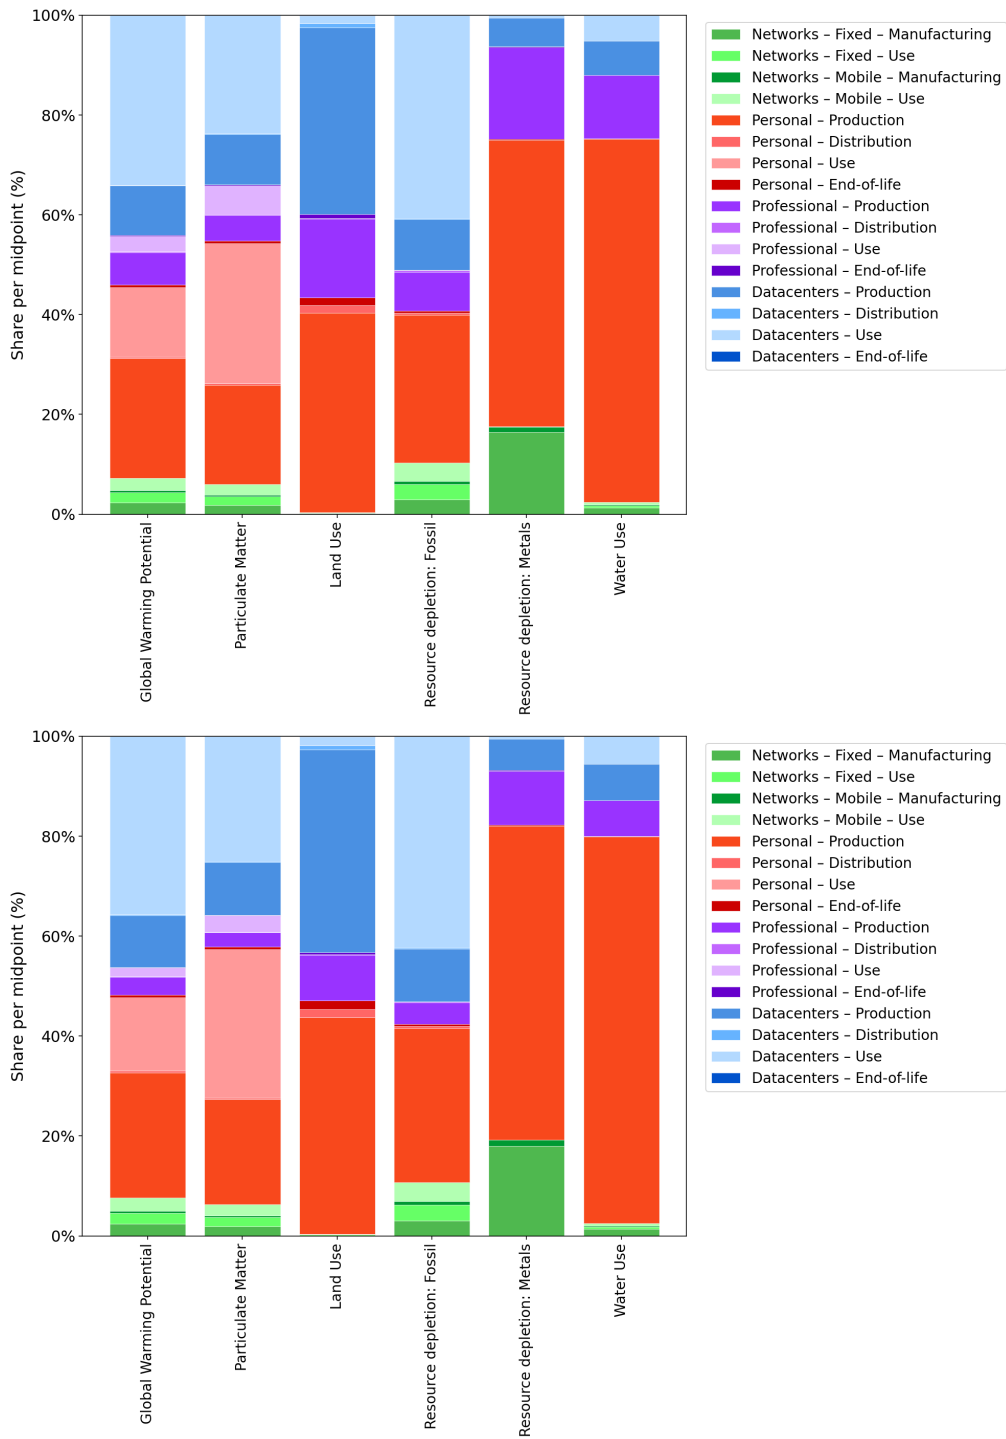 Share per midpoint (%)
100%
80%
60%
40%
20%
0%
Global Warming Potential
Particulate Matter
Land Use
Resource depletion: Fossil
Resource depletion: Metals
Water Use
Networks – Fixed – Manufacturing
Networks – Fixed – Use
Networks – Mobile – Manufacturing
Networks – Mobile – Use
Personal – Production
Personal – Distribution
Personal – Use
Personal – End-of-life
Professional – Production
Professional – Distribution
Professional – Use
Professional – End-of-life
Datacenters – Production
Datacenters – Distribution
Datacenters – Use
Datacenters – End-of-life
Share per midpoint (%)
100%
80%
60%
40%
20%
0%
Global Warming Potential
Particulate Matter
Land Use
Resource depletion: Fossil
Resource depletion: Metals
Water Use
Networks – Fixed – Manufacturing
Networks – Fixed – Use
Networks – Mobile – Manufacturing
Networks – Mobile – Use
Personal – Production
Personal – Distribution
Personal – Use
Personal – End-of-life
Professional – Production
Professional – Distribution
Professional – Use
Professional – End-of-life
Datacenters – Production
Datacenters – Distribution
Datacenters – Use
Datacenters – End-of-life